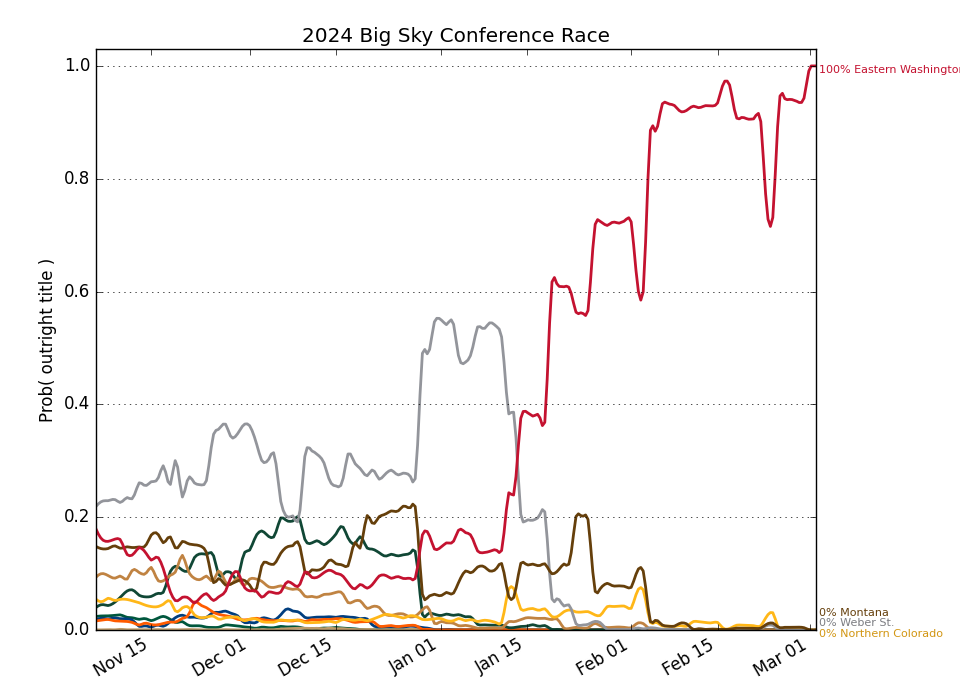 2024 Big Sky Conference Race
Prob( outright title )
1.0
0.8
0.6
0.4
0.2
0.0
Nov 15
Dec 01
Dec 15
Jan 01
Jan 15
Feb 01
Feb 15
Mar 01
100% Eastern Washington
0% Montana
0% Weber St.
0% Northern Colorado